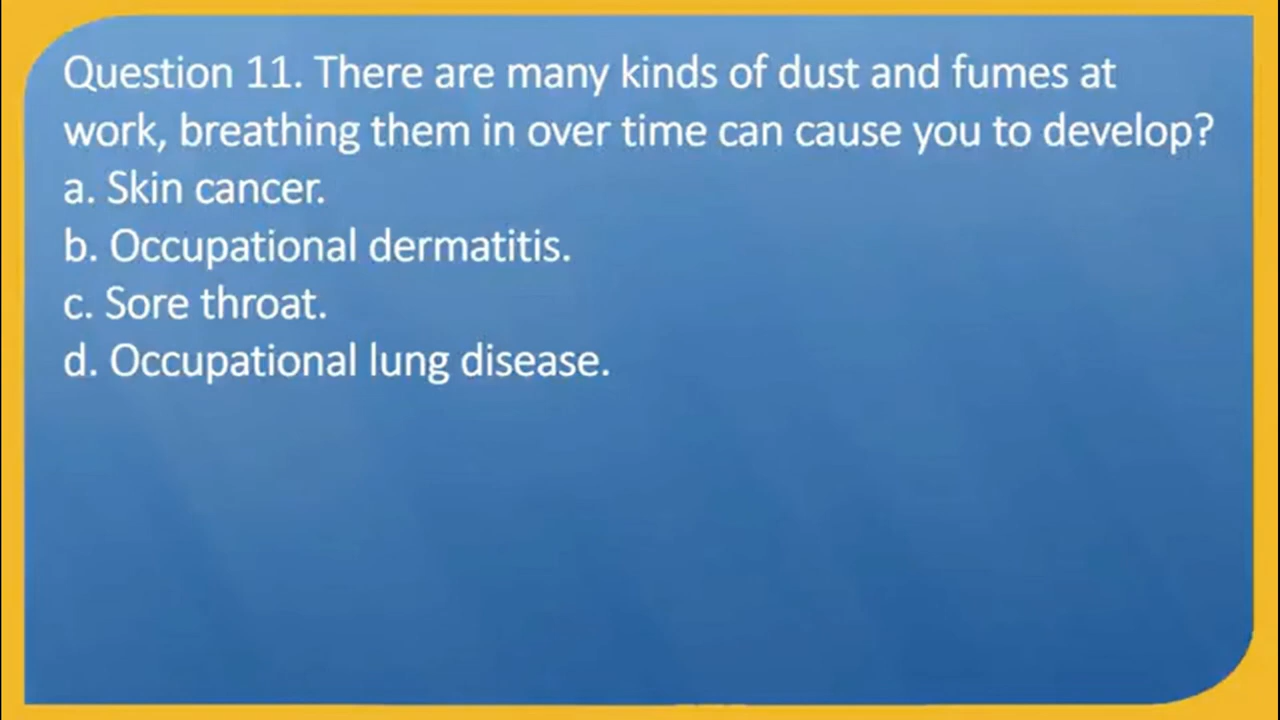 Question 11. There are many kinds of dust and fumes at
work, breathing them in over time can cause you to develop?
a. Skin cancer.
b. Occupational dermatitis.
c. Sore throat.
d. Occupational lung disease.